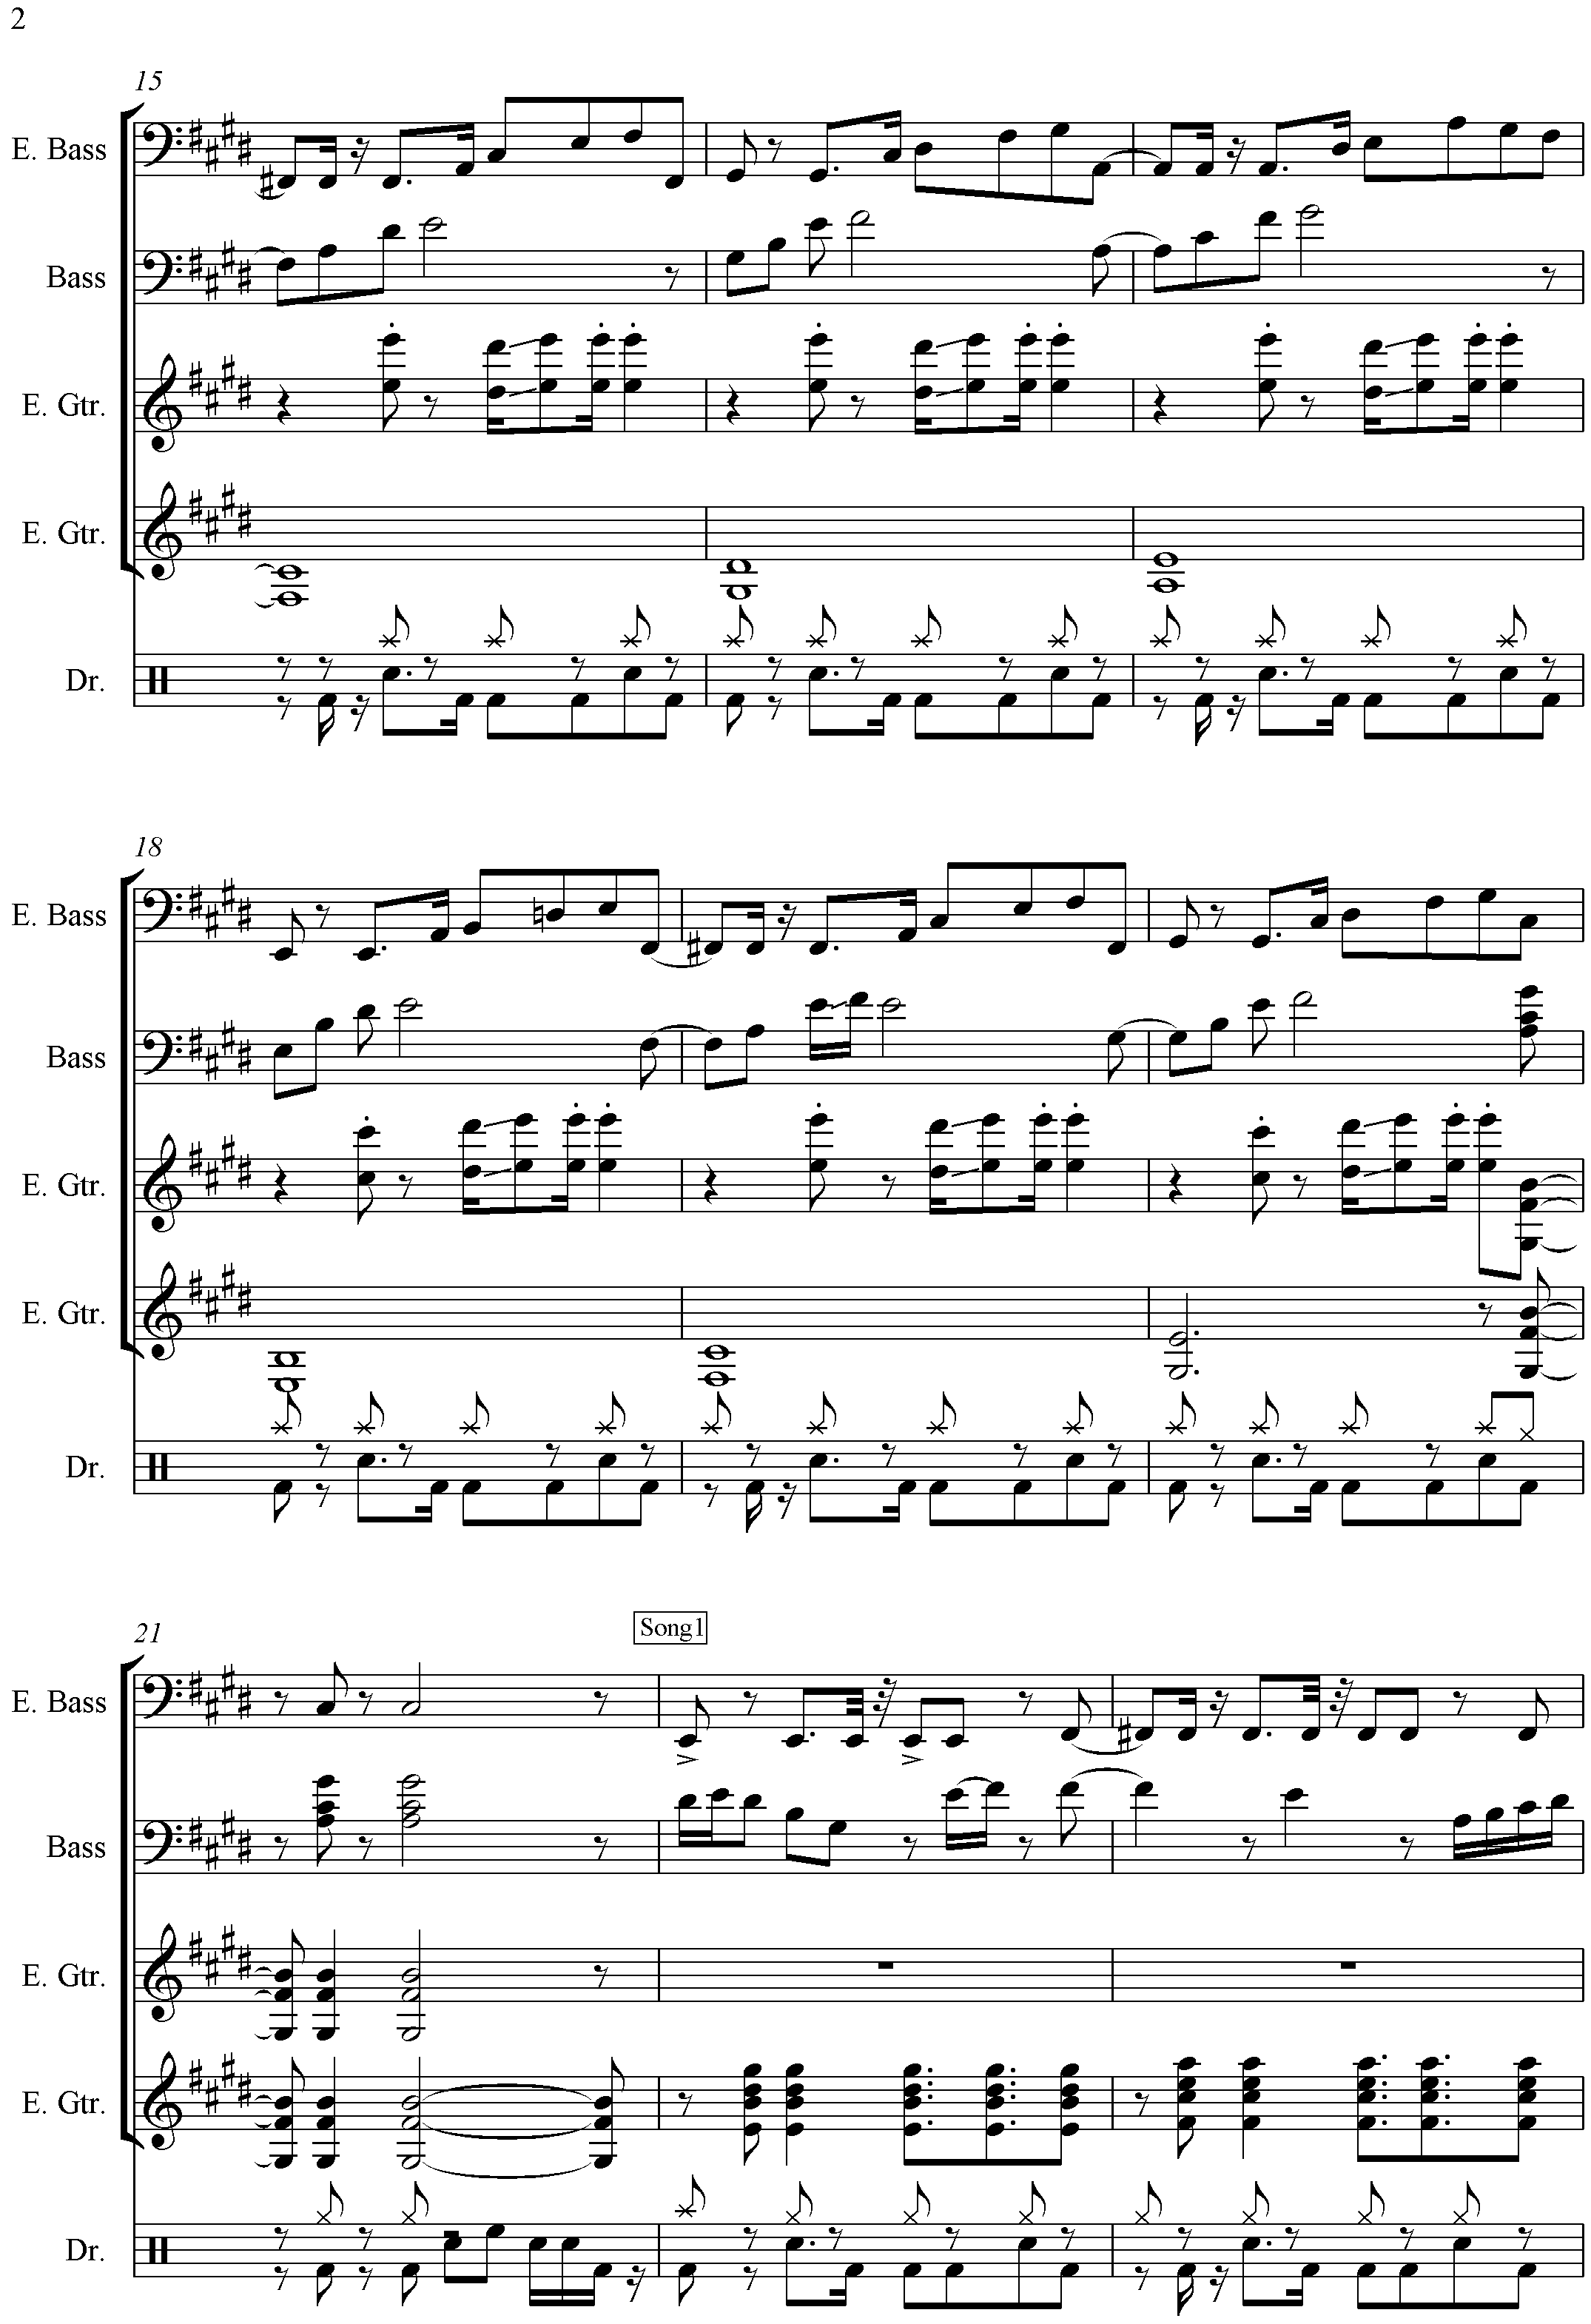 2
15
E. Bass
Bass
E. Gtr.
E. Gtr.
Dr.
18
E. Bass
Bass
E. Gtr.
E. Gtr.
Dr.
21
Song1
E. Bass
Bass
E. Gtr.
E. Gtr.
Dr.